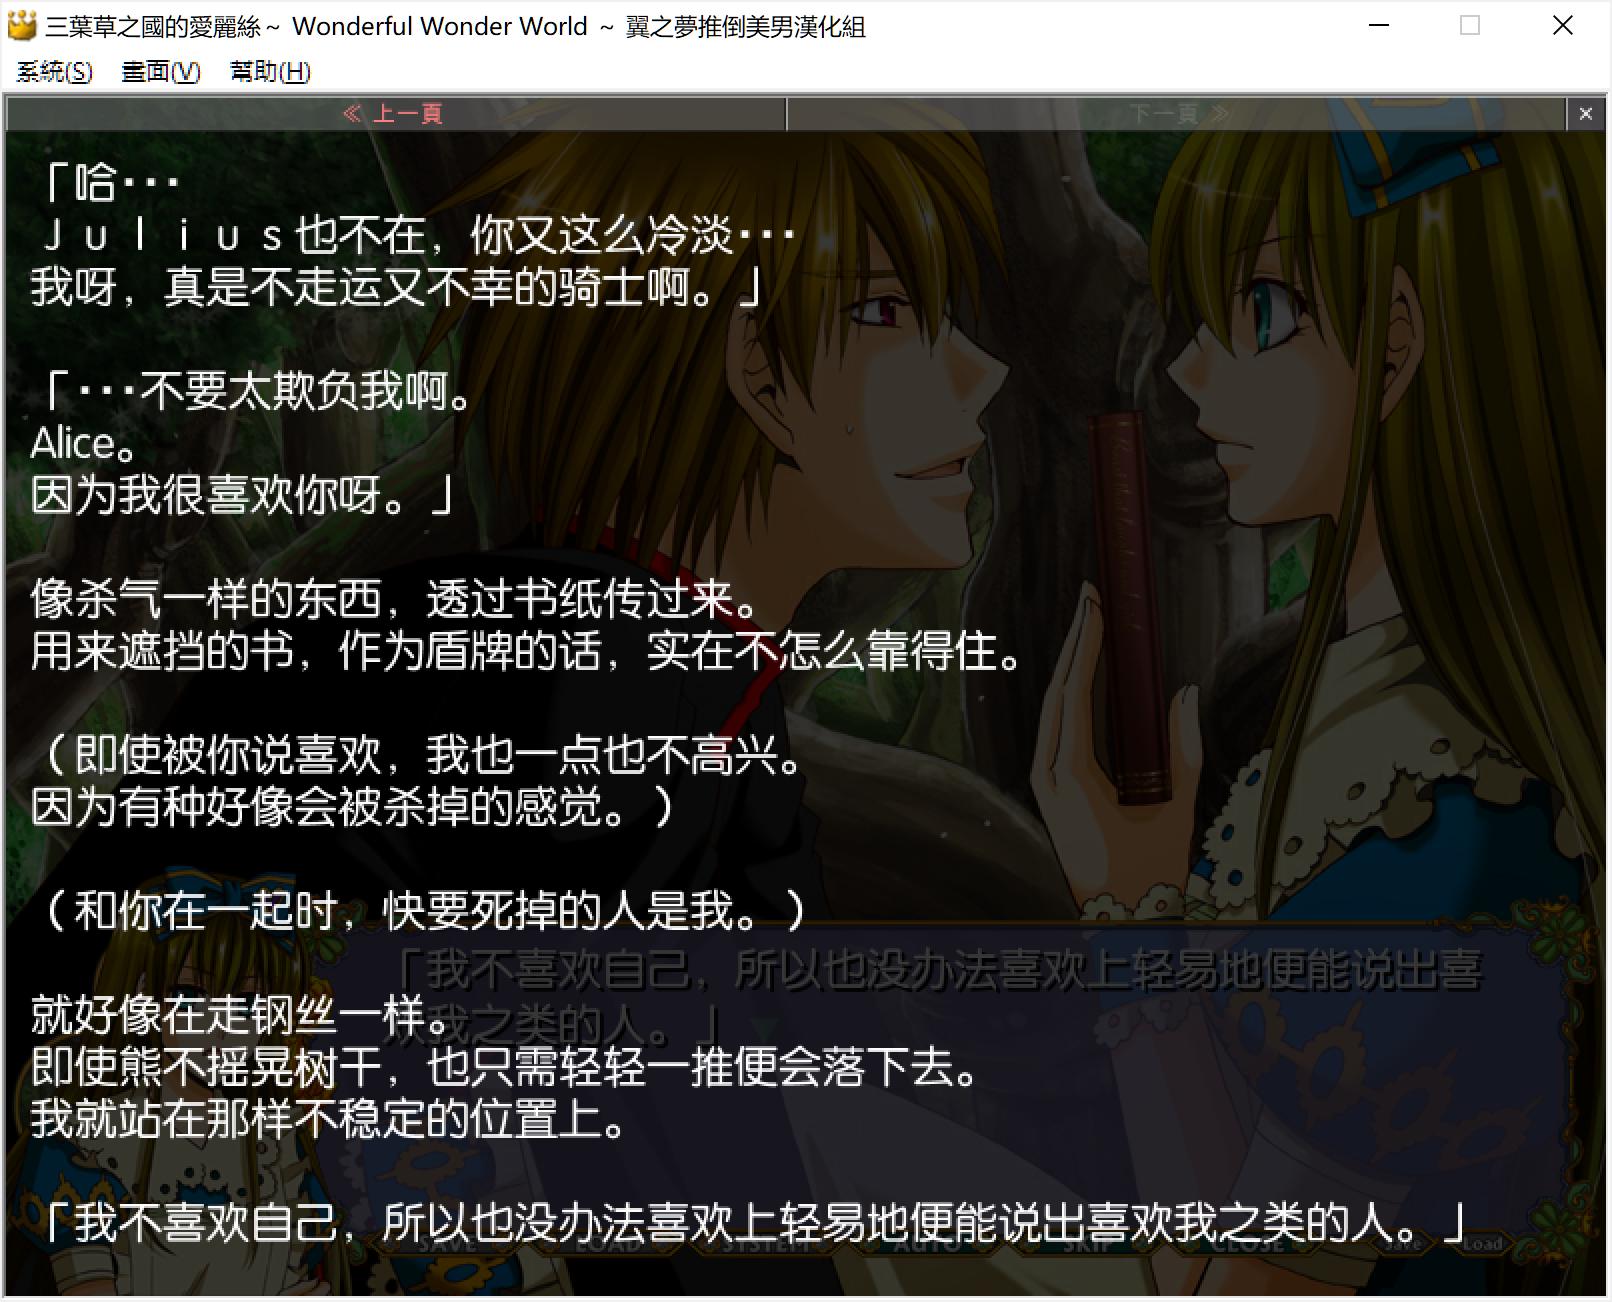 三葉草之國的愛麗絲～ Wonderful Wonder World ～ 翼之夢推倒美男漢化組
系統(S) 畫面(V) 幫助(H)
≪ 上一頁 下一頁 ≫ ×
「哈･･･
Ｊｕｌｉｕｓ也不在，你又这么冷淡･･･
我呀，真是不走运又不幸的骑士啊。」
「･･･不要太欺负我啊。
Alice。
因为我很喜欢你呀。」
像杀气一样的东西，透过书纸传过来。
用来遮挡的书，作为盾牌的话，实在不怎么靠得住。
（即使被你说喜欢，我也一点也不高兴。
因为有种好像会被杀掉的感觉。）
（和你在一起时，快要死掉的人是我。）
「我不喜欢自己，所以也没办法喜欢上轻易地便能说出喜
欢我之类的人。」
就好像在走钢丝一样。
即使熊不摇晃树干，也只需轻轻一推便会落下去。
我就站在那样不稳定的位置上。
「我不喜欢自己，所以也没办法喜欢上轻易地便能说出喜欢我之类的人。」
SAVE LOAD SYSTEM AUTO SKIP CLOSE Save Load